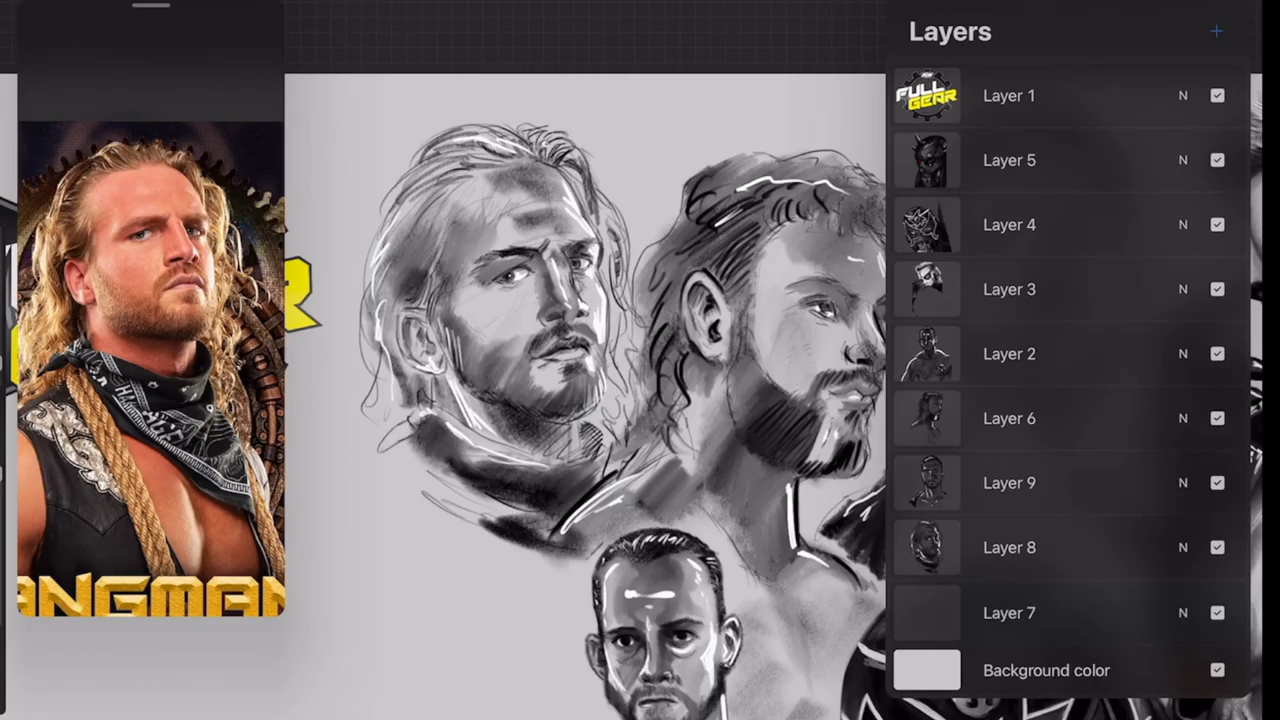 Layers
+
Layer 1 N
Layer 5 N
Layer 4 N
Layer 3 N
Layer 2 N
Layer 6 N
Layer 9 N
Layer 8 N
Layer 7 N
Background color
FULL
GEAR
R
ANGMAN